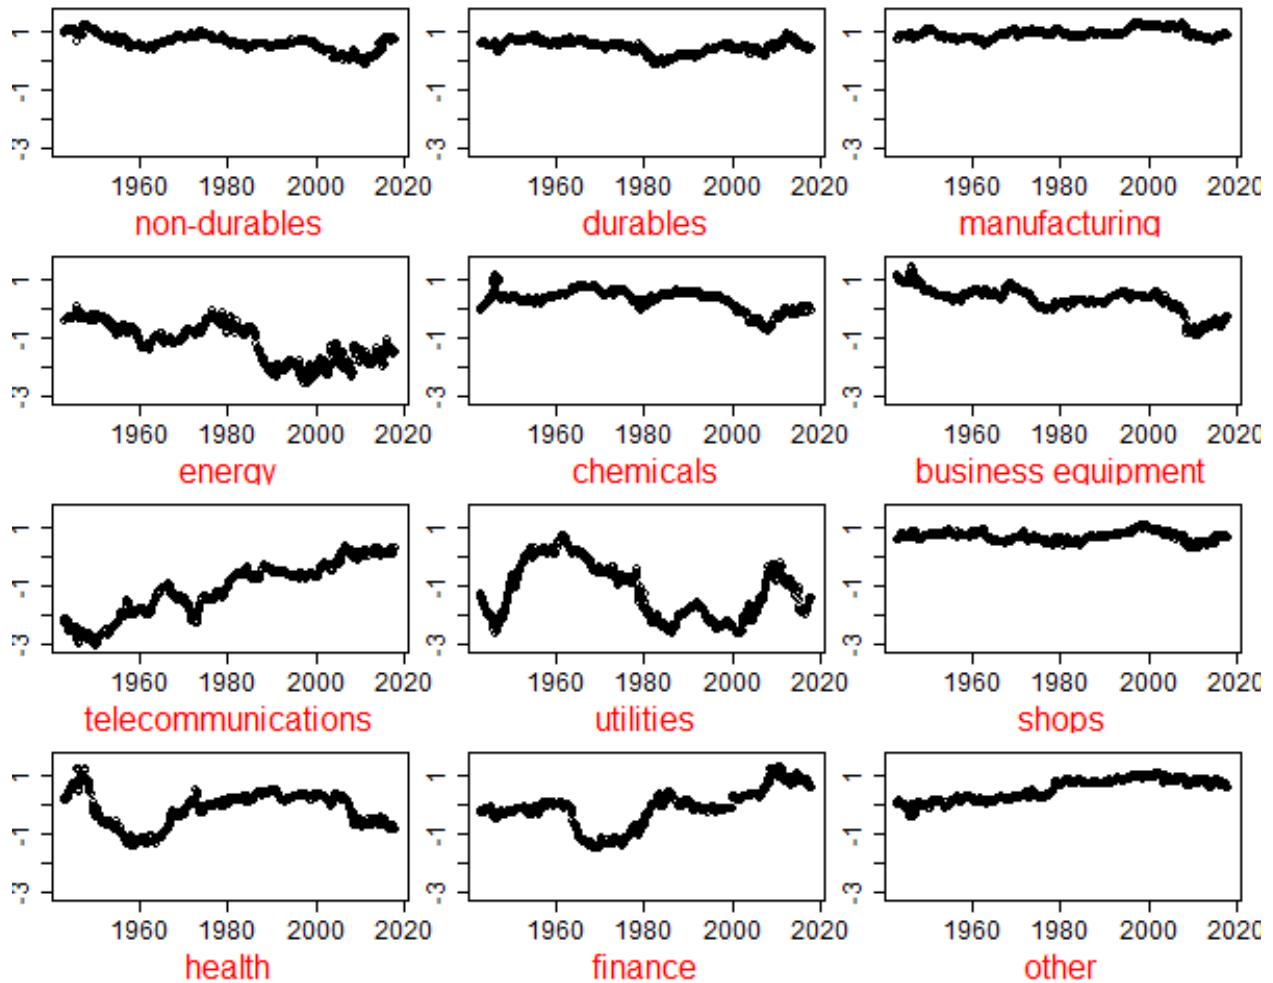 1 -1 -3 1 -1 -3 1 -1 -3
1960 1980 2000 2020 1960 1980 2000 2020 1960 1980 2000 2020
non-durables durables manufacturing
1 -1 -3 1 -1 -3 1 -1 -3
1960 1980 2000 2020 1960 1980 2000 2020 1960 1980 2000 2020
energy chemicals business equipment
1 -1 -3 1 -1 -3 1 -1 -3
1960 1980 2000 2020 1960 1980 2000 2020 1960 1980 2000 2020
telecommunications utilities shops
1 -1 -3 1 -1 -3 1 -1 -3
1960 1980 2000 2020 1960 1980 2000 2020 1960 1980 2000 2020
health finance other